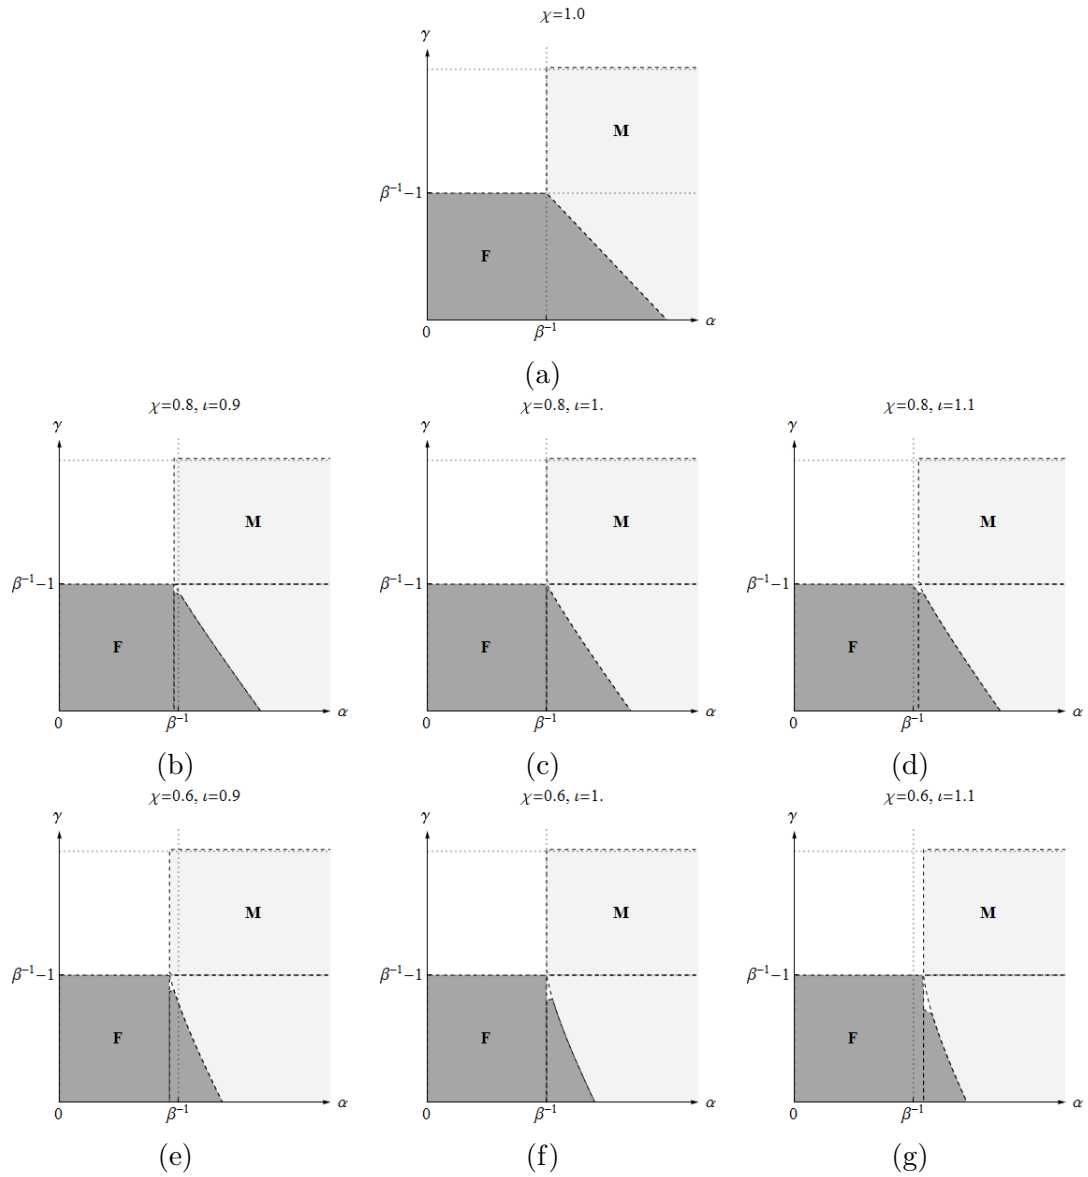 χ=1.0
γ
M
β⁻¹−1
F
0
β⁻¹
α
(a)
χ=0.8, ι=0.9
γ
M
β⁻¹−1
F
0
β⁻¹
α
(b)
χ=0.8, ι=1.
γ
M
β⁻¹−1
F
0
β⁻¹
α
(c)
χ=0.8, ι=1.1
γ
M
β⁻¹−1
F
0
β⁻¹
α
(d)
χ=0.6, ι=0.9
γ
M
β⁻¹−1
F
0
β⁻¹
α
(e)
χ=0.6, ι=1.
γ
M
β⁻¹−1
F
0
β⁻¹
α
(f)
χ=0.6, ι=1.1
γ
M
β⁻¹−1
F
0
β⁻¹
α
(g)